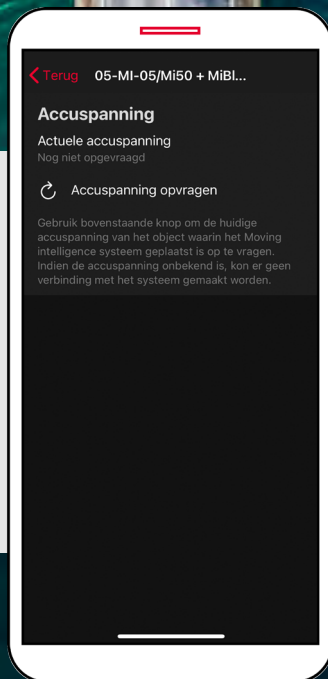 Terug 05-MI-05/Mi50 + MiBl...
Accuspanning
Actuele accuspanning
Nog niet opgevraagd
Accuspanning opvragen
Gebruik bovenstaande knop om de huidige
accuspanning van het object waarin het Moving
intelligence systeem geplaatst is op te vragen.
Indien de accuspanning onbekend is, kon er geen
verbinding met het systeem gemaakt worden.